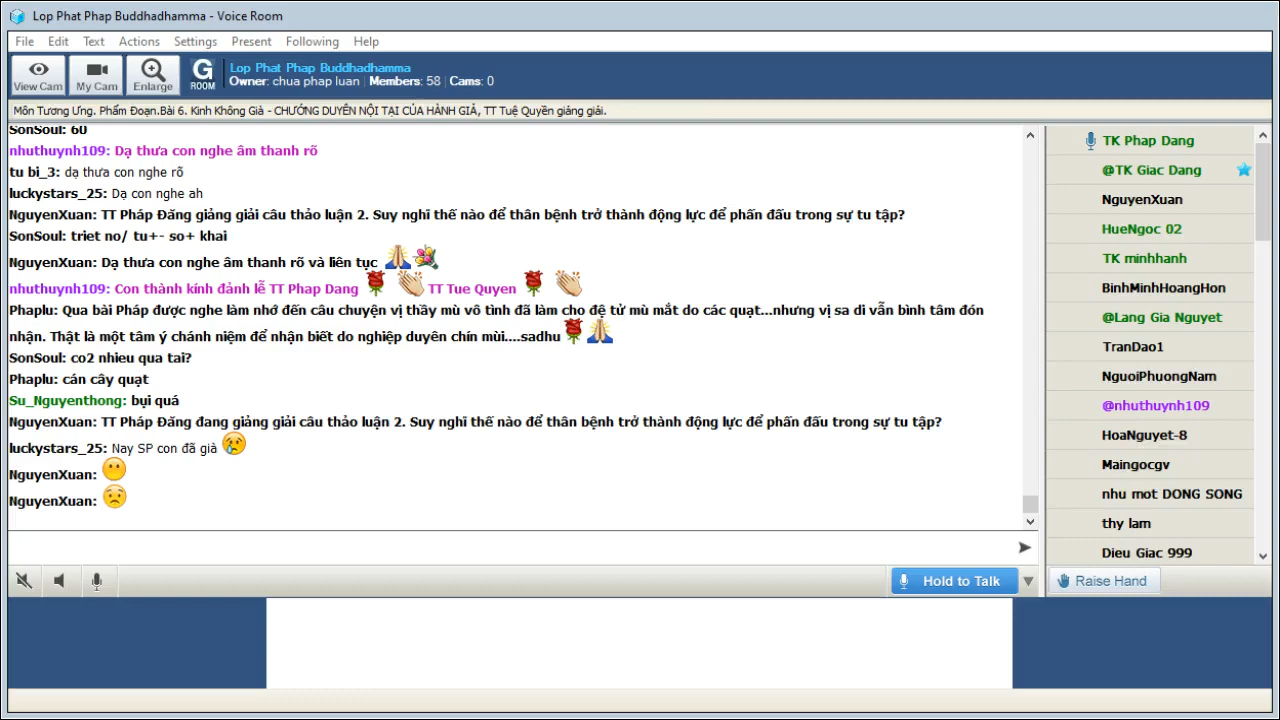 Lop Phat Phap Buddhadhamma - Voice Room
File Edit Text Actions Settings Present Following Help
View Cam My Cam Enlarge G ROOM
Lop Phat Phap Buddhadhamma
Owner: chua phap luan Members: 58 Cams: 0
Môn Tương Ưng. Phẩm Đoạn.Bài 6. Kinh Không Già - CHƯỚNG DUYÊN NỘI TẠI CỦA HÀNH GIẢ, TT Tuệ Quyền giảng giải.
SonSoul: 60
nhuthuynh109: Dạ thưa con nghe âm thanh rõ
tu bi_3: dạ thưa con nghe rõ
luckystars_25: Dạ con nghe ah
NguyenXuan: TT Pháp Đăng giảng giải câu thảo luận 2. Suy nghĩ thế nào để thân bệnh trở thành động lực để phấn đấu trong sự tu tập?
SonSoul: triet no/ tu+- so+ khai
NguyenXuan: Dạ thưa con nghe âm thanh rõ và liên tục
nhuthuynh109: Con thành kính đảnh lễ TT Phap Dang TT Tue Quyen
Phaplu: Qua bài Pháp được nghe làm nhớ đến câu chuyện vị thầy mù vô tình đã làm cho đệ tử mù mắt do các quạt...nhưng vị sa di vẫn bình tâm đón
nhận. Thật là một tâm ý chánh niệm để nhận biết do nghiệp duyên chín mùi....sadhu
SonSoul: co2 nhieu qua tai?
Phaplu: cán cây quạt
Su_Nguyenthong: bụi quá
NguyenXuan: TT Pháp Đăng đang giảng giải câu thảo luận 2. Suy nghĩ thế nào để thân bệnh trở thành động lực để phấn đấu trong sự tu tập?
luckystars_25: Nay SP con đã già
NguyenXuan:
NguyenXuan:
Hold to Talk
TK Phap Dang
@TK Giac Dang
NguyenXuan
HueNgoc 02
TK minhhanh
BinhMinhHoangHon
@Lang Gia Nguyet
TranDao1
NguoiPhuongNam
@nhuthuynh109
HoaNguyet-8
Maingocgv
nhu mot DONG SONG
thy lam
Dieu Giac 999
Raise Hand